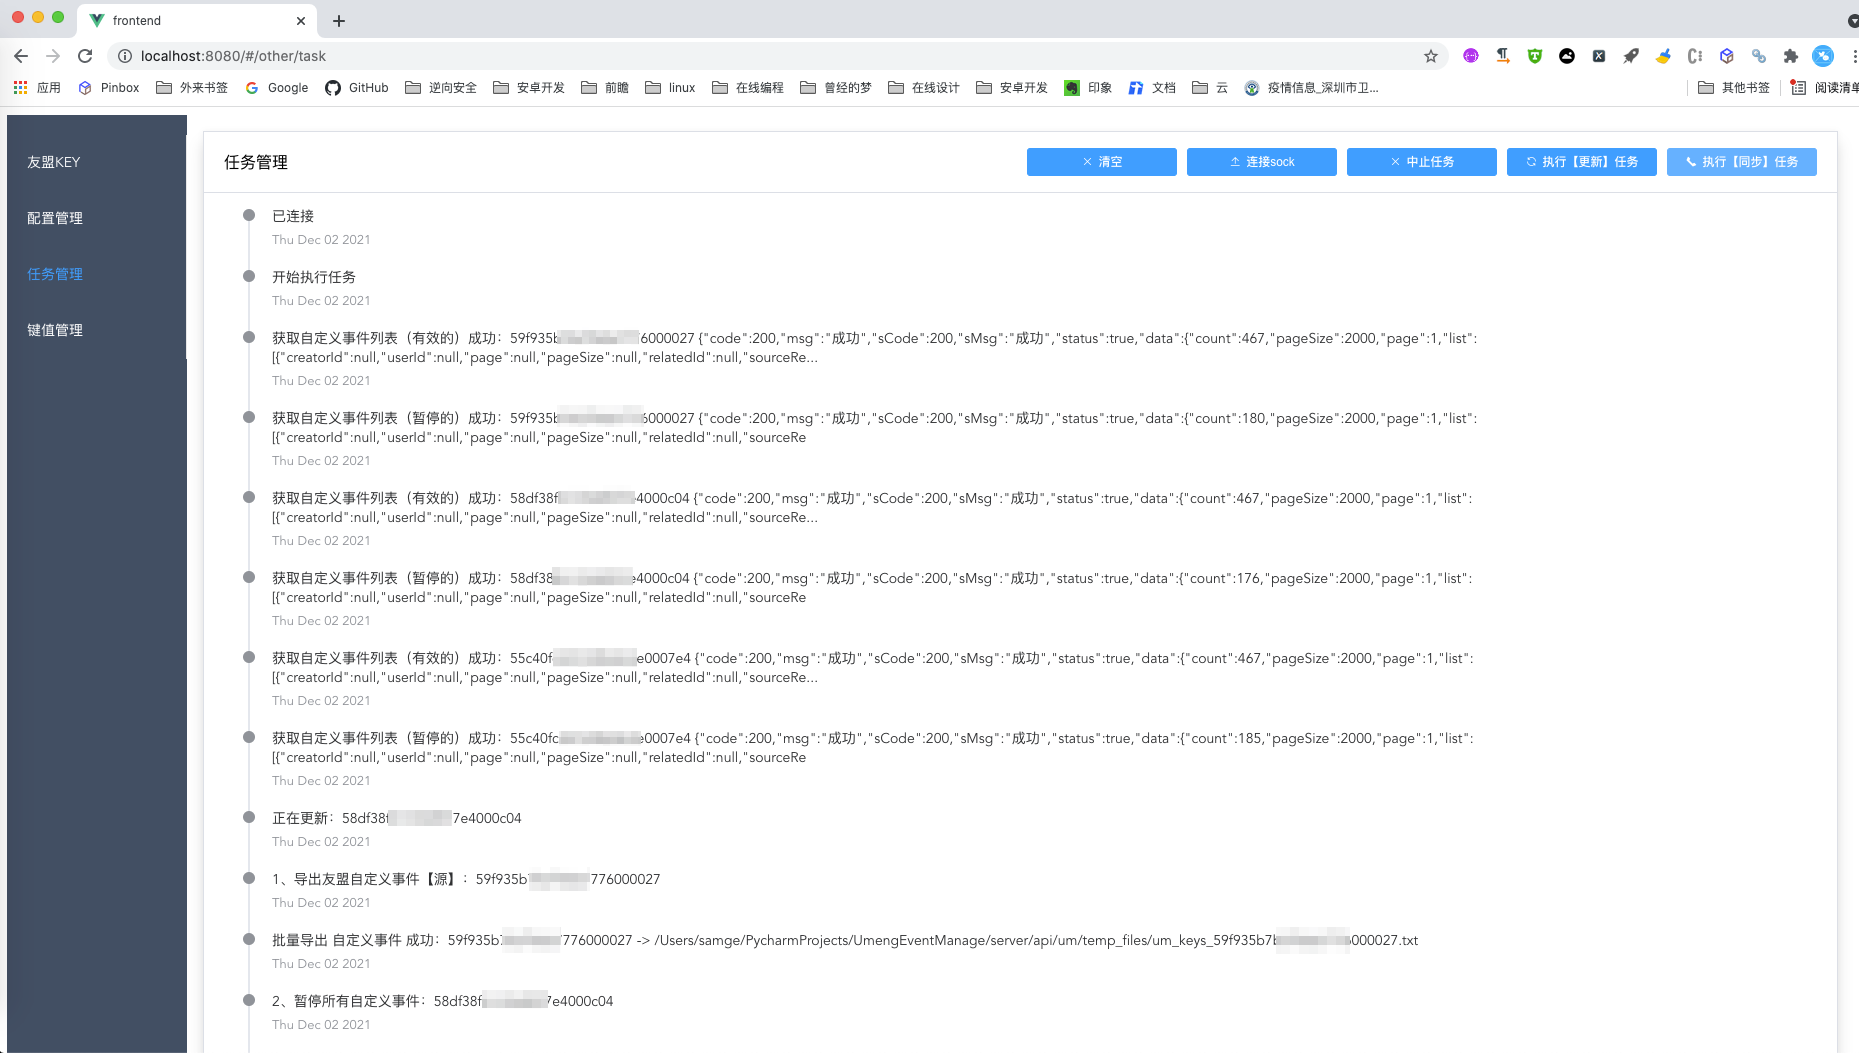 frontend
localhost:8080/#/other/task
应用 Pinbox 外来书签 Google GitHub 逆向安全 安卓开发 前瞻 linux 在线编程 曾经的梦 在线设计 安卓开发 印象 文档 云 疫情信息_深圳市卫... 其他书签 阅读清单
友盟KEY
配置管理
任务管理
键值管理
任务管理
清空 连接sock 中止任务 执行【更新】任务 执行【同步】任务
已连接
Thu Dec 02 2021
开始执行任务
Thu Dec 02 2021
获取自定义事件列表（有效的）成功：59f935b 6000027 {"code":200,"msg":"成功","sCode":200,"sMsg":"成功","status":true,"data":{"count":467,"pageSize":2000,"page":1,"list":
[{"creatorId":null,"userId":null,"page":null,"pageSize":null,"relatedId":null,"sourceRe...
Thu Dec 02 2021
获取自定义事件列表（暂停的）成功：59f935b 6000027 {"code":200,"msg":"成功","sCode":200,"sMsg":"成功","status":true,"data":{"count":180,"pageSize":2000,"page":1,"list":
[{"creatorId":null,"userId":null,"page":null,"pageSize":null,"relatedId":null,"sourceRe
Thu Dec 02 2021
获取自定义事件列表（有效的）成功：58df38f 4000c04 {"code":200,"msg":"成功","sCode":200,"sMsg":"成功","status":true,"data":{"count":467,"pageSize":2000,"page":1,"list":
[{"creatorId":null,"userId":null,"page":null,"pageSize":null,"relatedId":null,"sourceRe...
Thu Dec 02 2021
获取自定义事件列表（暂停的）成功：58df38 e4000c04 {"code":200,"msg":"成功","sCode":200,"sMsg":"成功","status":true,"data":{"count":176,"pageSize":2000,"page":1,"list":
[{"creatorId":null,"userId":null,"page":null,"pageSize":null,"relatedId":null,"sourceRe
Thu Dec 02 2021
获取自定义事件列表（有效的）成功：55c40f e0007e4 {"code":200,"msg":"成功","sCode":200,"sMsg":"成功","status":true,"data":{"count":467,"pageSize":2000,"page":1,"list":
[{"creatorId":null,"userId":null,"page":null,"pageSize":null,"relatedId":null,"sourceRe...
Thu Dec 02 2021
获取自定义事件列表（暂停的）成功：55c40fc e0007e4 {"code":200,"msg":"成功","sCode":200,"sMsg":"成功","status":true,"data":{"count":185,"pageSize":2000,"page":1,"list":
[{"creatorId":null,"userId":null,"page":null,"pageSize":null,"relatedId":null,"sourceRe
Thu Dec 02 2021
正在更新：58df38f 7e4000c04
Thu Dec 02 2021
1、导出友盟自定义事件【源】：59f935b 776000027
Thu Dec 02 2021
批量导出 自定义事件 成功：59f935b7 776000027 -> /Users/samge/PycharmProjects/UmengEventManage/server/api/um/temp_files/um_keys_59f935b7 000027.txt
Thu Dec 02 2021
2、暂停所有自定义事件：58df38f 7e4000c04
Thu Dec 02 2021